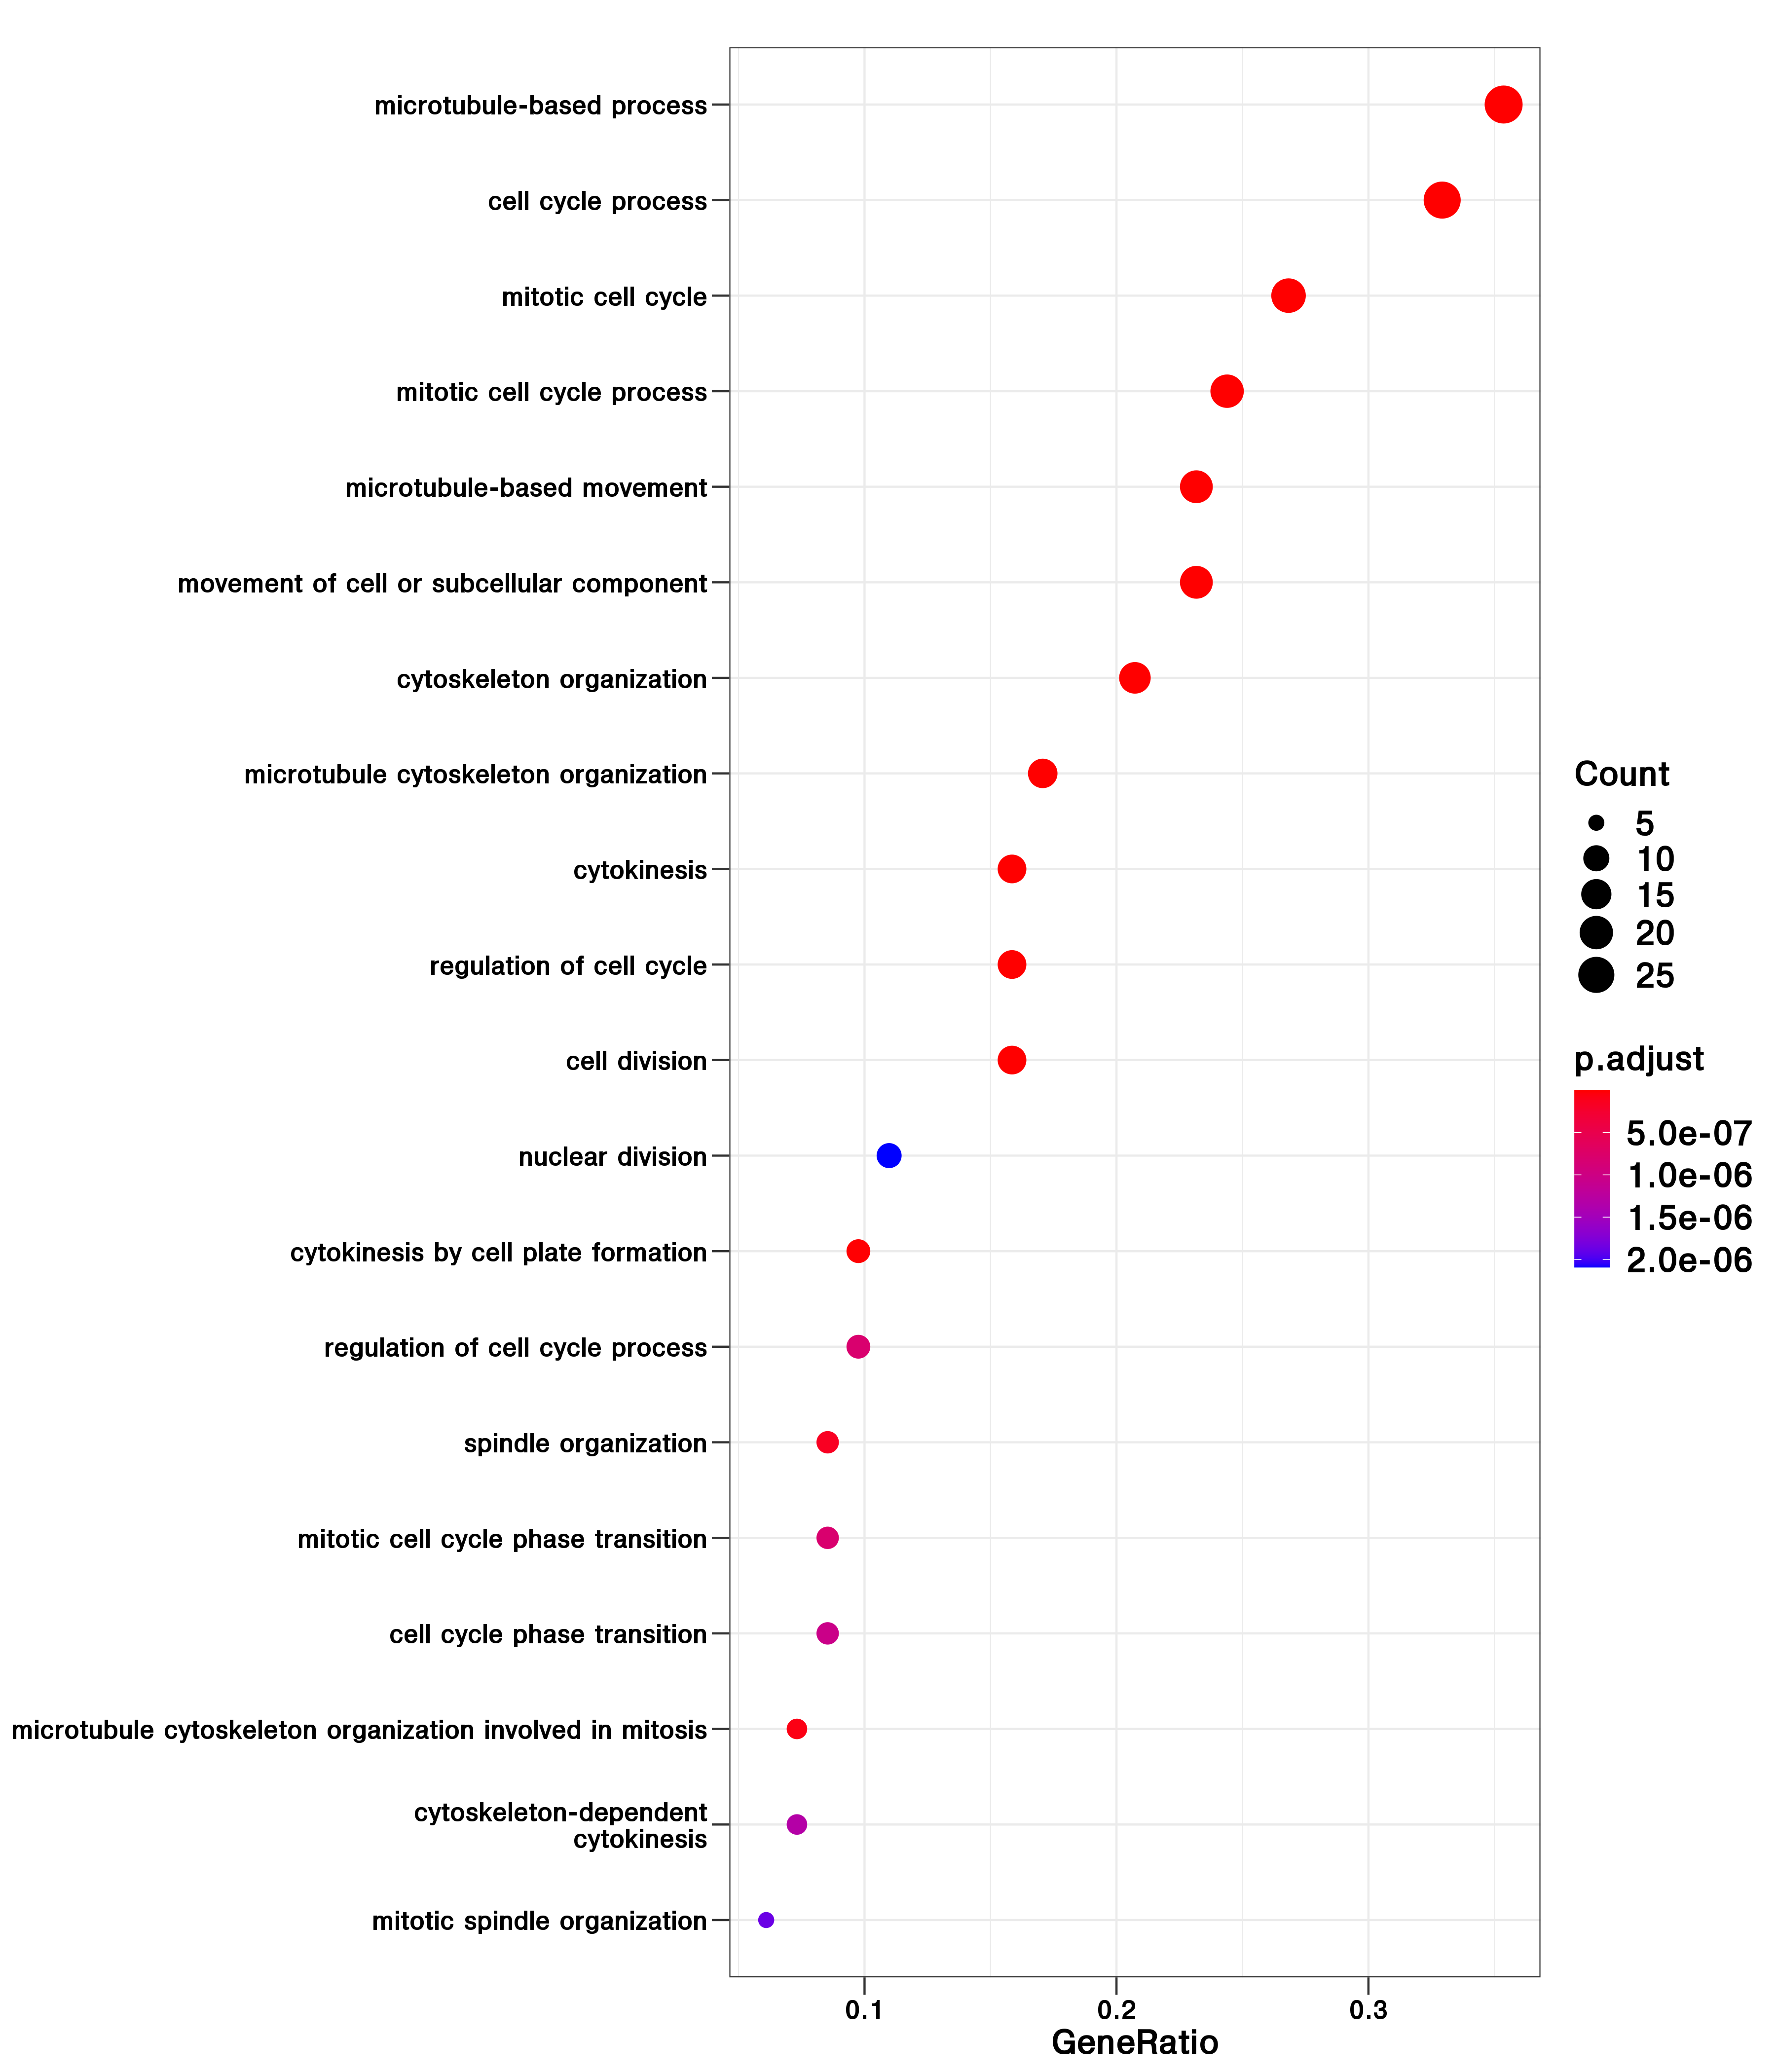 microtubule-based process
cell cycle process
mitotic cell cycle
mitotic cell cycle process
microtubule-based movement
movement of cell or subcellular component
cytoskeleton organization
microtubule cytoskeleton organization
cytokinesis
regulation of cell cycle
cell division
nuclear division
cytokinesis by cell plate formation
regulation of cell cycle process
spindle organization
mitotic cell cycle phase transition
cell cycle phase transition
microtubule cytoskeleton organization involved in mitosis
cytoskeleton-dependent
cytokinesis
mitotic spindle organization
0.1 0.2 0.3
GeneRatio
Count
5
10
15
20
25
p.adjust
5.0e-07
1.0e-06
1.5e-06
2.0e-06